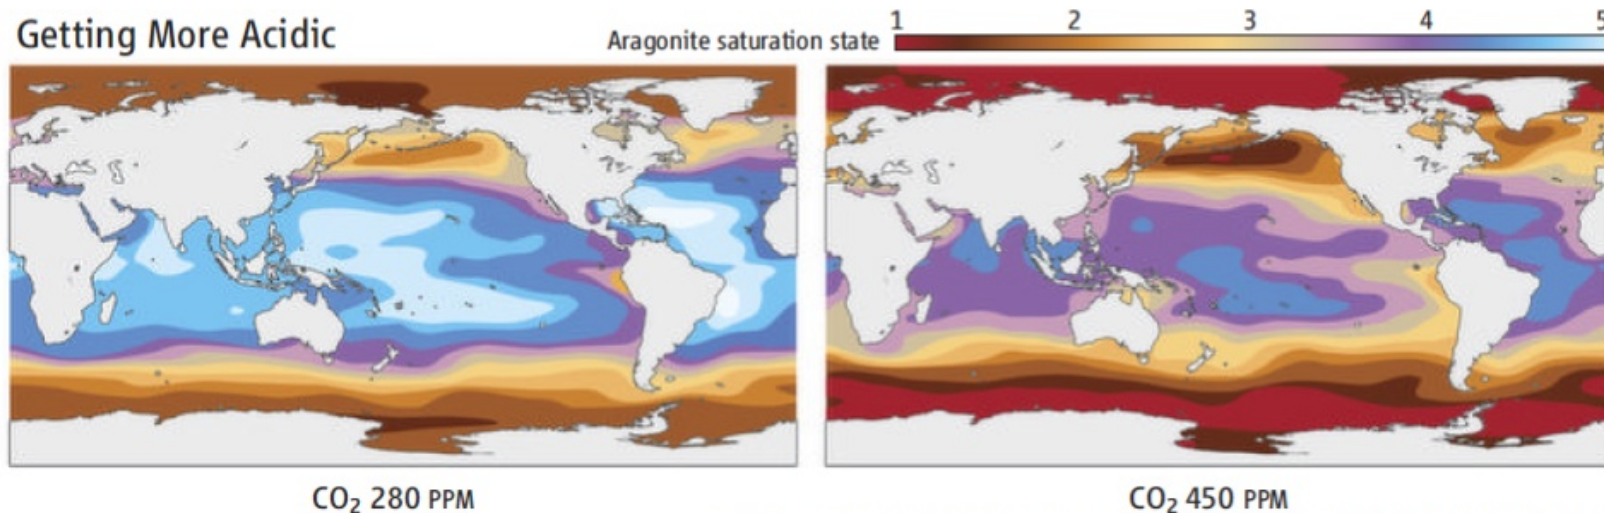 Getting More Acidic
Aragonite saturation state
1 2 3 4 5
CO₂ 280 PPM
CO₂ 450 PPM